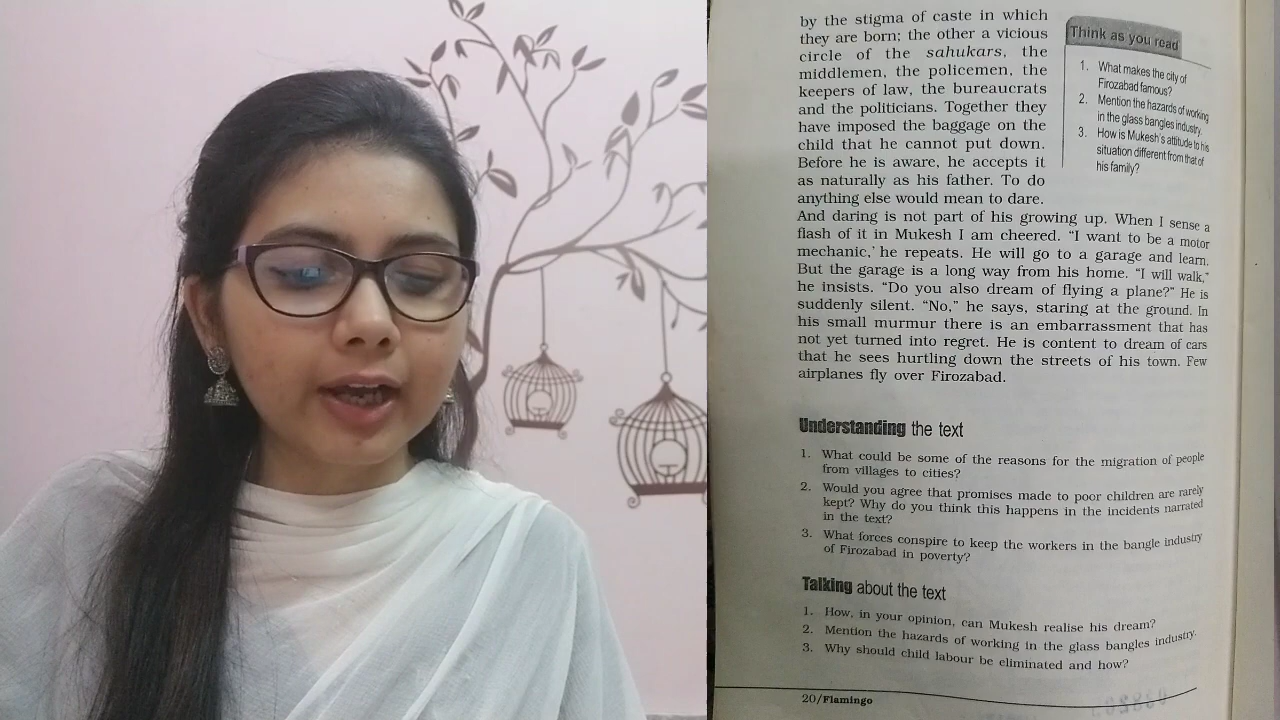 by the stigma of caste in which
they are born; the other a vicious
circle of the sahukars, the
middlemen, the policemen, the
keepers of law, the bureaucrats
and the politicians. Together they
have imposed the baggage on the
child that he cannot put down.
Before he is aware, he accepts it
as naturally as his father. To do
anything else would mean to dare.
And daring is not part of his growing up. When I sense a
flash of it in Mukesh I am cheered. “I want to be a motor
mechanic,’ he repeats. He will go to a garage and learn.
But the garage is a long way from his home. “I will walk,”
he insists. “Do you also dream of flying a plane?” He is
suddenly silent. “No,” he says, staring at the ground. In
his small murmur there is an embarrassment that has
not yet turned into regret. He is content to dream of cars
that he sees hurtling down the streets of his town. Few
airplanes fly over Firozabad.
Think as you read
1. What makes the city of
Firozabad famous?
2. Mention the hazards of working
in the glass bangles industry.
3. How is Mukesh’s attitude to his
situation different from that of
his family?
Understanding the text
1. What could be some of the reasons for the migration of people
from villages to cities?
2. Would you agree that promises made to poor children are rarely
kept? Why do you think this happens in the incidents narrated
in the text?
3. What forces conspire to keep the workers in the bangle industry
of Firozabad in poverty?
Talking about the text
1. How, in your opinion, can Mukesh realise his dream?
2. Mention the hazards of working in the glass bangles industry.
3. Why should child labour be eliminated and how?
20/Flamingo